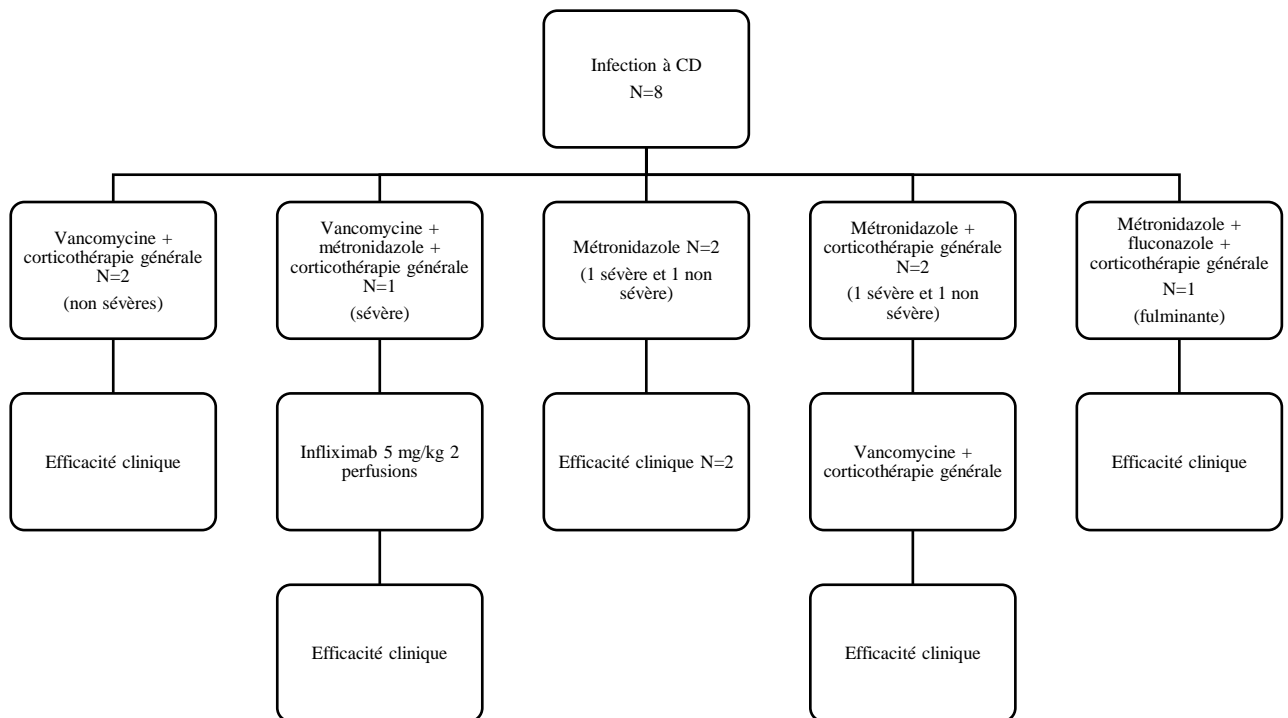 Infection à CD
N=8
Vancomycine +
corticothérapie générale
N=2
(non sévères)
Vancomycine +
métronidazole +
corticothérapie générale
N=1
(sévère)
Métronidazole N=2
(1 sévère et 1 non
sévère)
Métronidazole +
corticothérapie générale
N=2
(1 sévère et 1 non
sévère)
Métronidazole +
fluconazole +
corticothérapie générale
N=1
(fulminante)
Efficacité clinique
Infliximab 5 mg/kg 2
perfusions
Efficacité clinique N=2
Vancomycine +
corticothérapie générale
Efficacité clinique
Efficacité clinique
Efficacité clinique